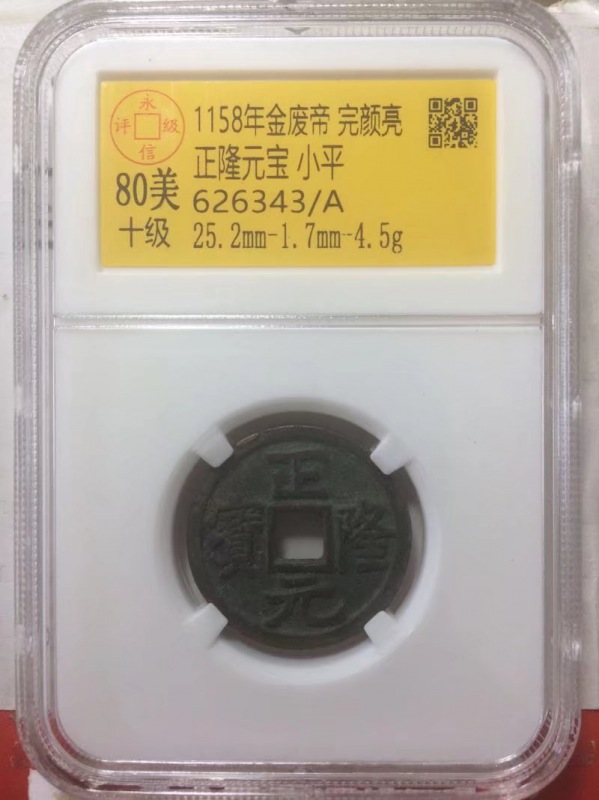 永信评级
1158年金废帝 完颜亮
正隆元宝 小平
80美
626343/A
十级
25.2mm-1.7mm-4.5g
正隆元寶